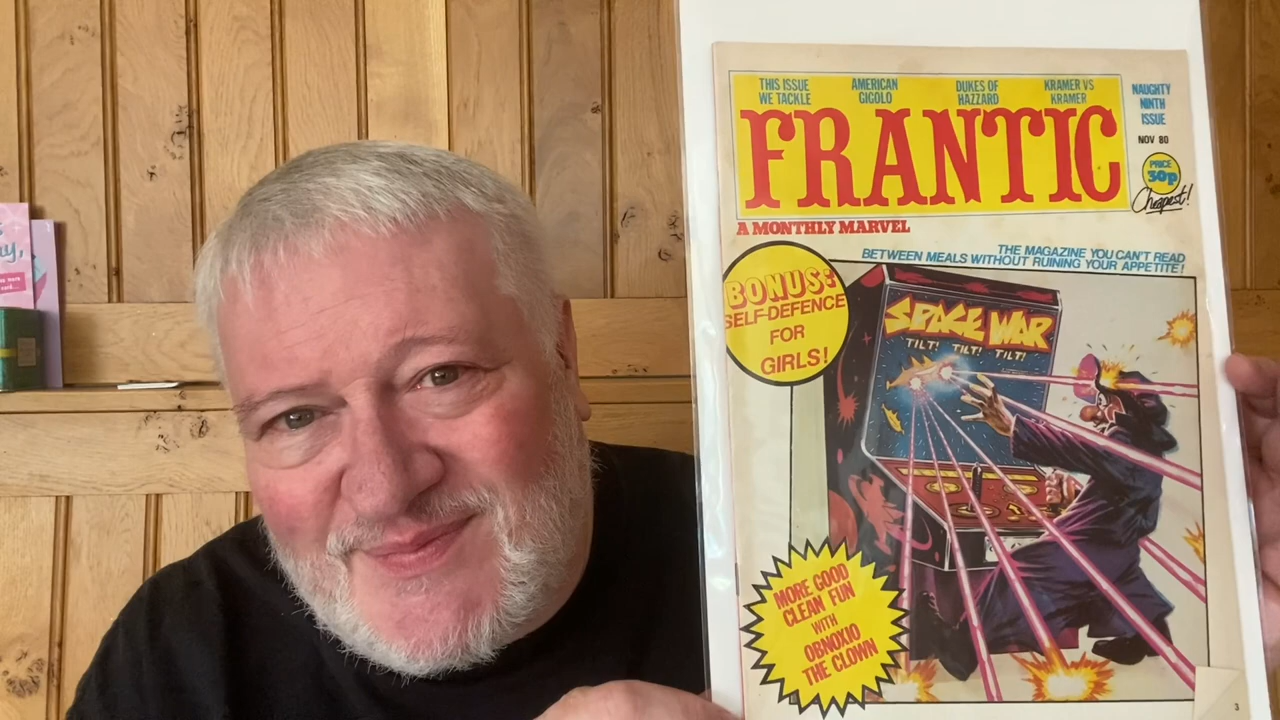 THIS ISSUE
WE TACKLE
AMERICAN
GIGOLO
DUKES OF
HAZZARD
KRAMER VS
KRAMER
FRANTIC
NAUGHTY
NINTH
ISSUE
NOV 80
PRICE
30p
Cheapest!
A MONTHLY MARVEL
THE MAGAZINE YOU CAN'T READ
BETWEEN MEALS WITHOUT RUINING YOUR APPETITE!
BONUS:
SELF-DEFENCE
FOR
GIRLS!
SPACE WAR
TILT! TILT! TILT!
MORE GOOD
CLEAN FUN
WITH
OBNOXIO
THE CLOWN
3